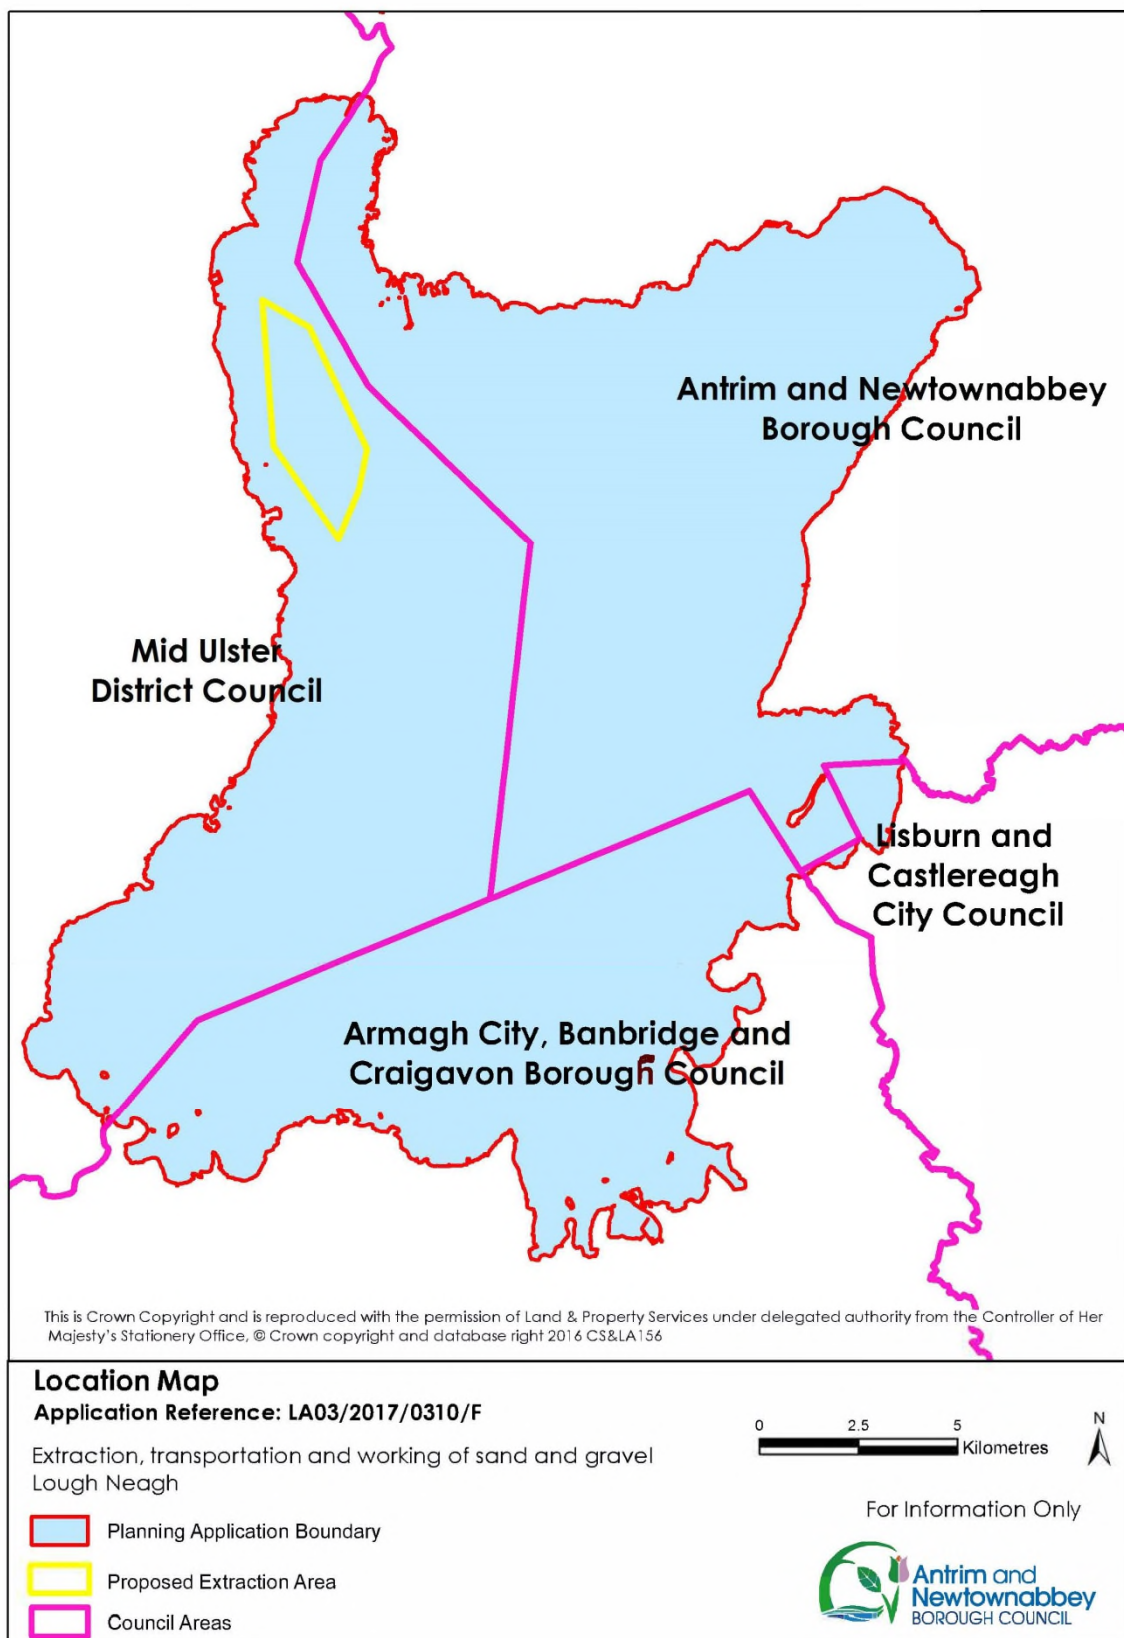 Antrim and Newtownabbey
Borough Council
Mid Ulster
District Council
Lisburn and
Castlereagh
City Council
Armagh City, Banbridge and
Craigavon Borough Council
This is Crown Copyright and is reproduced with the permission of Land & Property Services under delegated authority from the Controller of Her
Majesty's Stationery Office, © Crown copyright and database right 2016 CS&LA156
Location Map
Application Reference: LA03/2017/0310/F
Extraction, transportation and working of sand and gravel
Lough Neagh
Planning Application Boundary
Proposed Extraction Area
Council Areas
0 2.5 5
Kilometres
N
For Information Only
Antrim and
Newtownabbey
BOROUGH COUNCIL